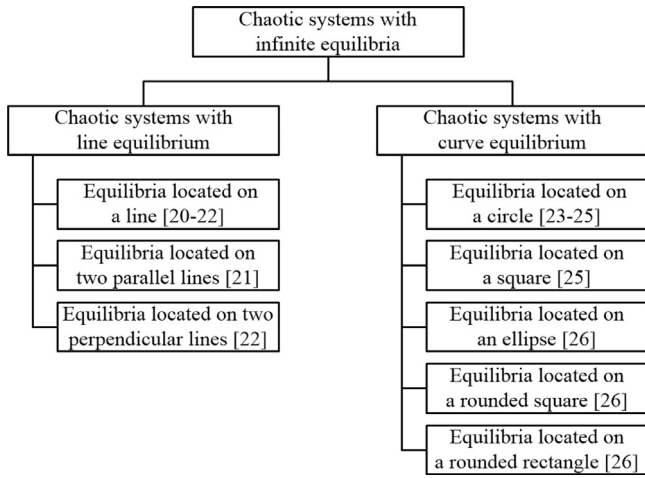 Chaotic systems with
infinite equilibria
Chaotic systems with
line equilibrium
Equilibria located on
a line [20-22]
Equilibria located on
two parallel lines [21]
Equilibria located on two
perpendicular lines [22]
Chaotic systems with
curve equilibrium
Equilibria located on
a circle [23-25]
Equilibria located on
a square [25]
Equilibria located on
an ellipse [26]
Equilibria located on
a rounded square [26]
Equilibria located on
a rounded rectangle [26]